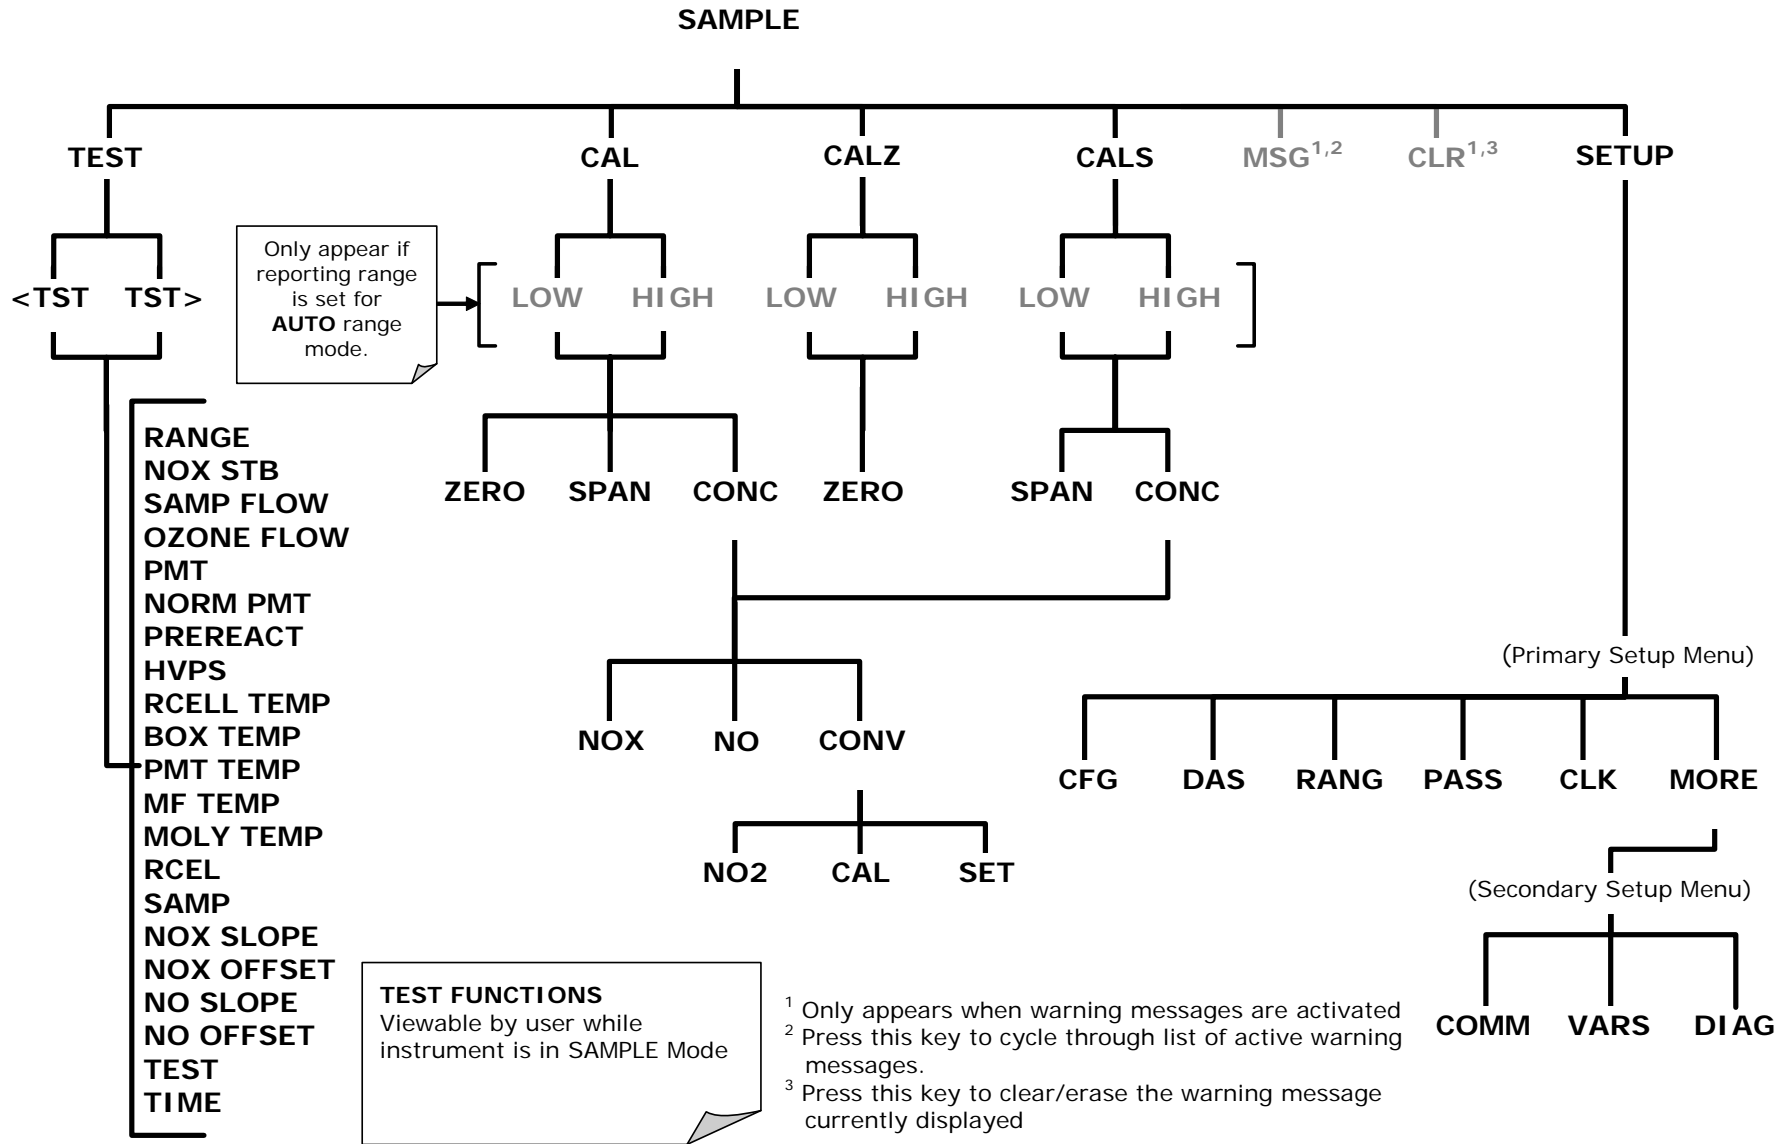 SAMPLE
TEST CAL CALZ CALS MSG1,2 CLR1,3 SETUP
Only appear if
reporting range
is set for
AUTO range
mode.
<TST TST> LOW HIGH LOW HIGH LOW HIGH
ZERO SPAN CONC ZERO SPAN CONC
RANGE
NOX STB
SAMP FLOW
OZONE FLOW
PMT
NORM PMT
PREREACT
HVPS
RCELL TEMP
BOX TEMP
PMT TEMP
MF TEMP
MOLY TEMP
RCEL
SAMP
NOX SLOPE
NOX OFFSET
NO SLOPE
NO OFFSET
TEST
TIME
NOX NO CONV
NO2 CAL SET
(Primary Setup Menu)
CFG DAS RANG PASS CLK MORE
(Secondary Setup Menu)
COMM VARS DIAG
TEST FUNCTIONS
Viewable by user while
instrument is in SAMPLE Mode
1 Only appears when warning messages are activated
2 Press this key to cycle through list of active warning
messages.
3 Press this key to clear/erase the warning message
currently displayed